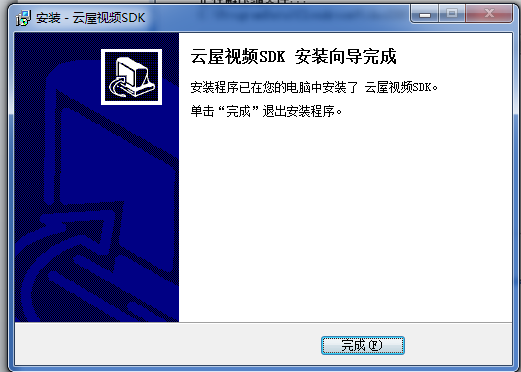 安装 - 云屋视频SDK
云屋视频SDK 安装向导完成
安装程序已在您的电脑中安装了 云屋视频SDK。
单击“完成”退出安装程序。
完成(F)